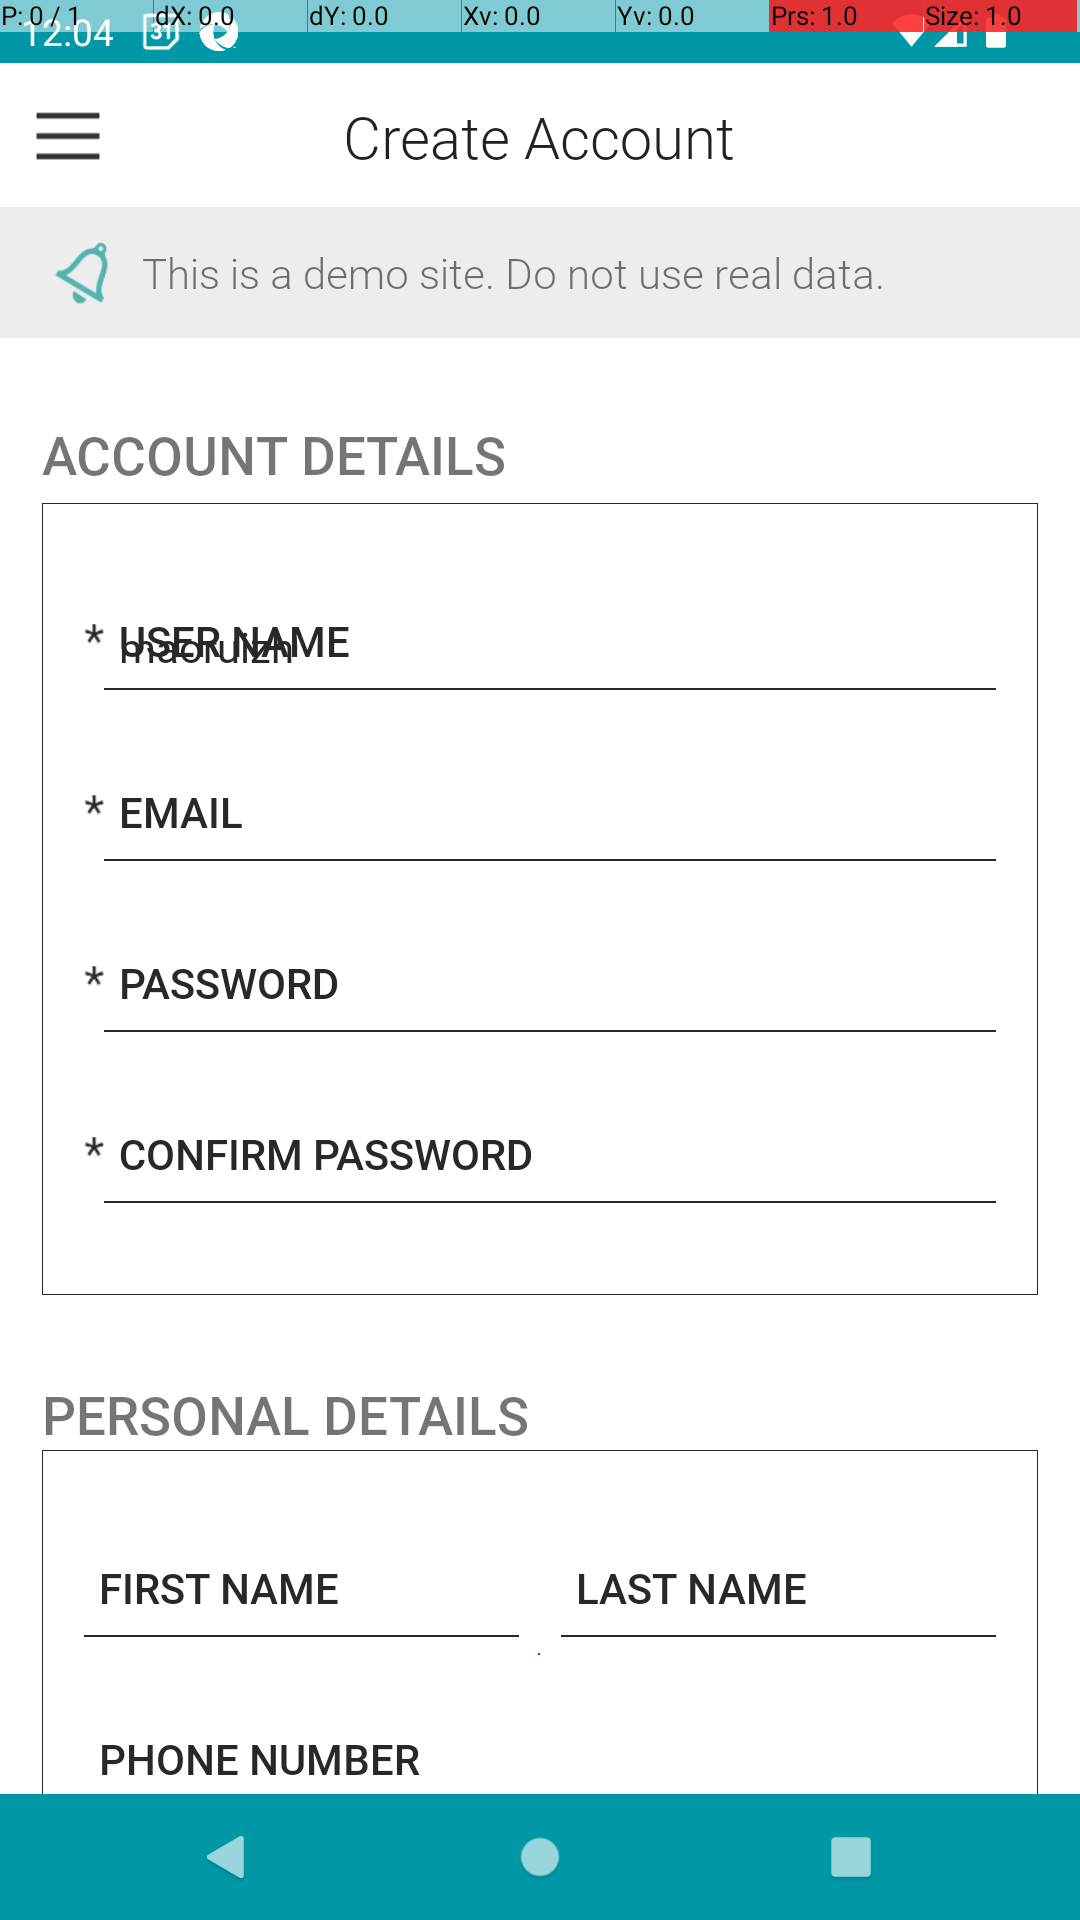 P: 0 / 1 dX: 0.0 dY: 0.0 Xv: 0.0 Yv: 0.0 Prs: 1.0 Size: 1.0
12:04 31
Create Account
This is a demo site. Do not use real data.
ACCOUNT DETAILS
* USER NAME
maoruizh
* EMAIL
* PASSWORD
* CONFIRM PASSWORD
PERSONAL DETAILS
FIRST NAME LAST NAME
PHONE NUMBER